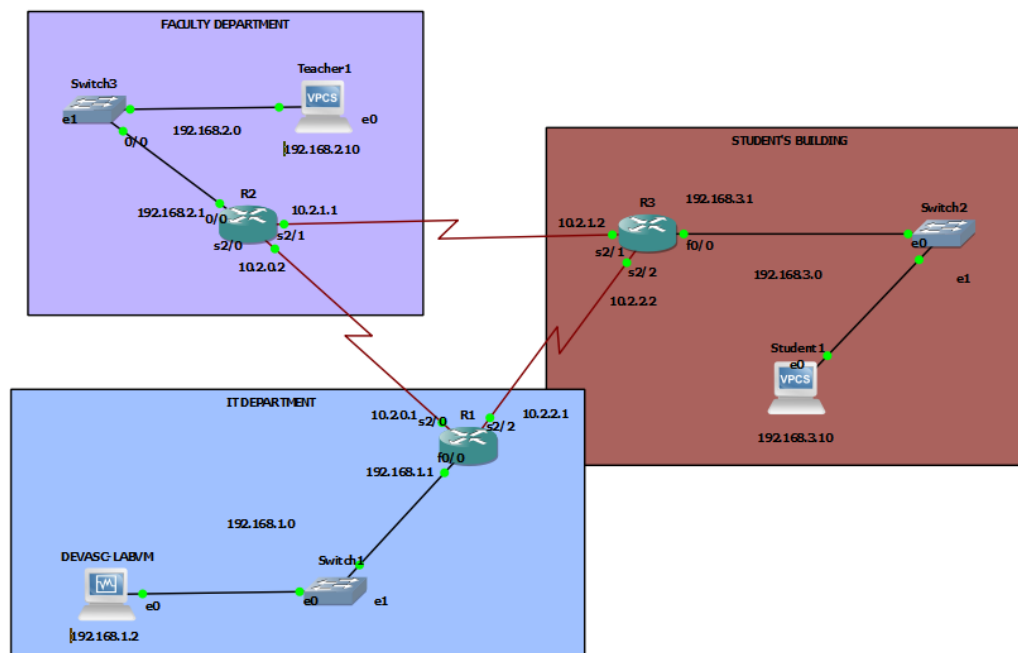 FACULTY DEPARTMENT
Teacher1
Switch3
VPCS
e1
e0
192.168.2.0
0/0
192.168.2.10
R2
192.168.2.1
0/0
10.2.1.1
s2/0
s2/1
10.2.0.2
STUDENT'S BUILDING
192.168.3.1
R3
Switch2
10.2.1.2
s2/1
f0/0
e0
s2/2
192.168.3.0
e1
10.2.2.2
Student1
e0
VPCS
192.168.3.10
IT DEPARTMENT
10.2.0.1
s2/0
R1
10.2.2.1
s2/2
f0/0
192.168.1.1
192.168.1.0
DEVASC-LABVM
Switch1
e0
e0
e1
192.168.1.2